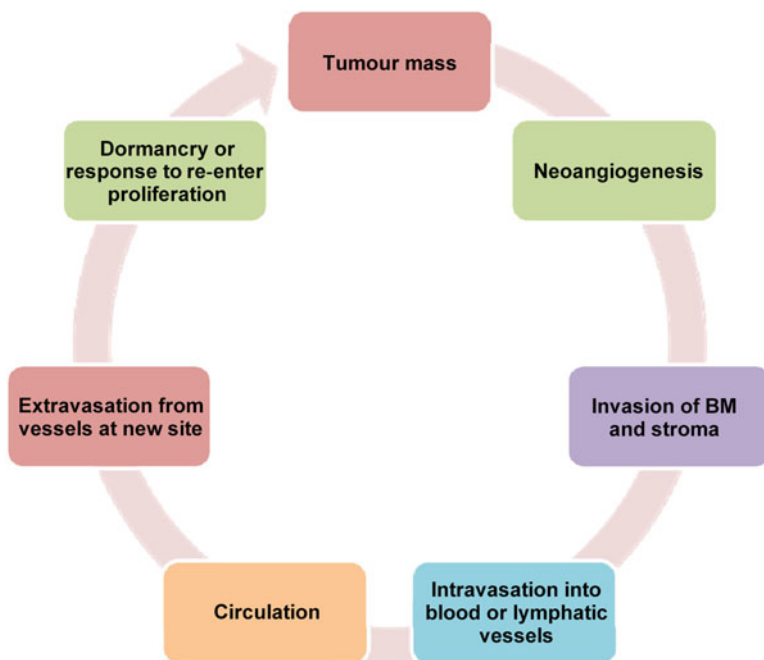 Tumour mass
Neoangiogenesis
Invasion of BM
and stroma
Intravasation into
blood or lymphatic
vessels
Circulation
Extravasation from
vessels at new site
Dormancry or
response to re-enter
proliferation